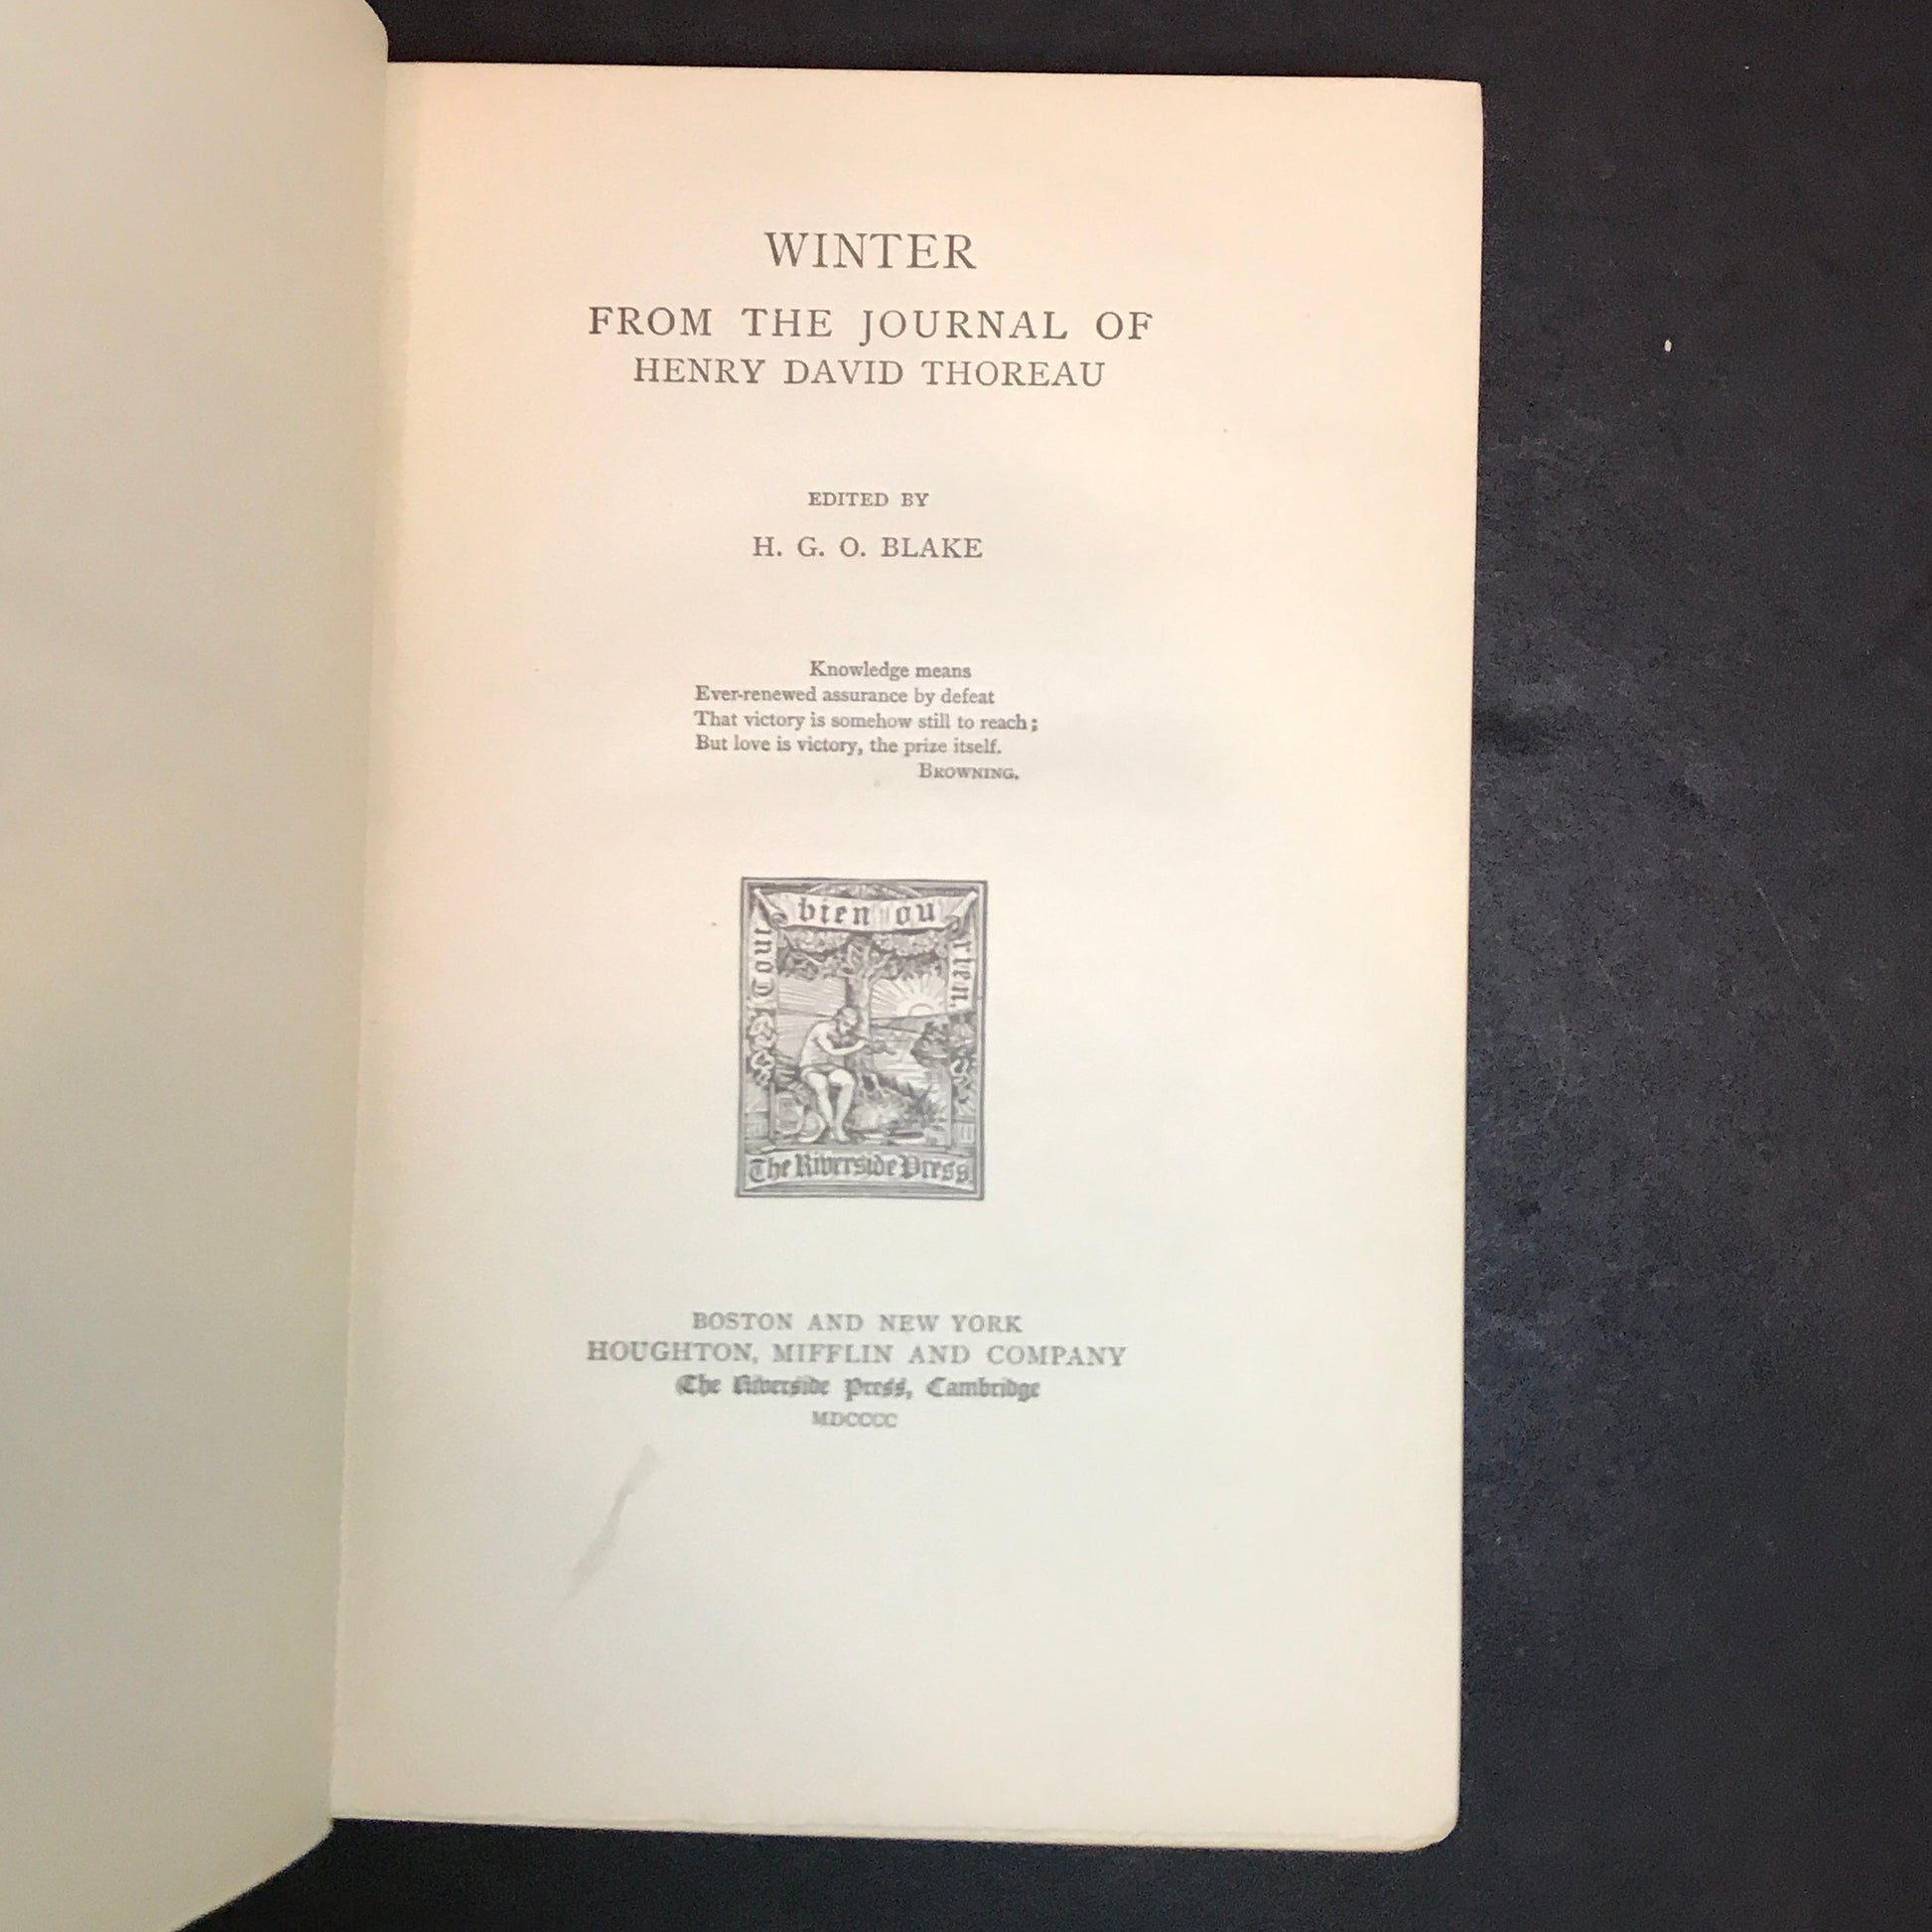 WINTER
FROM THE JOURNAL OF
HENRY DAVID THOREAU
EDITED BY
H. G. O. BLAKE
Knowledge means
Ever-renewed assurance by defeat
That victory is somehow still to reach;
But love is victory, the prize itself.
BROWNING.
Tout bien ou rien.
The Riverside Press
BOSTON AND NEW YORK
HOUGHTON, MIFFLIN AND COMPANY
The Riverside Press, Cambridge
MDCCCC